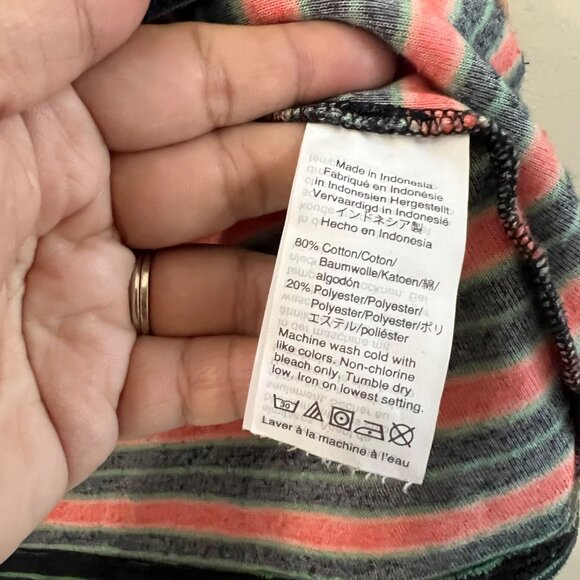 Made in Indonesia
Fabriqué en Indonésie
in Indonesien Hergestellt
Vervaardigd in Indonesië
インドネシア製
Hecho en Indonesia
80% Cotton/Coton/
Baumwolle/Katoen/綿/
algodón
20% Polyester/Polyester/
Polyester/Polyester/ポリ
エステル/poliéster
Machine wash cold with
like colors. Non-chlorine
bleach only. Tumble dry
low. Iron on lowest setting.
30
Laver à la machine à l'eau